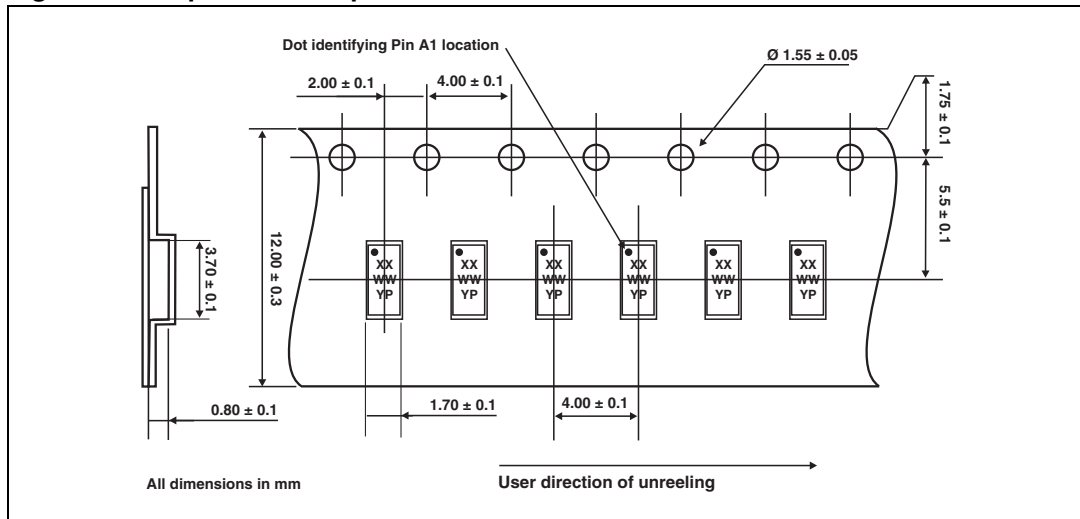 Dot identifying Pin A1 location
Ø 1.55 ± 0.05
2.00 ± 0.1
4.00 ± 0.1
1.75 ± 0.1
5.5 ± 0.1
12.00 ± 0.3
3.70 ± 0.1
XX
WW
YP
XX
WW
YP
XX
WW
YP
XX
WW
YP
XX
WW
YP
XX
WW
YP
0.80 ± 0.1
1.70 ± 0.1
4.00 ± 0.1
All dimensions in mm
User direction of unreeling